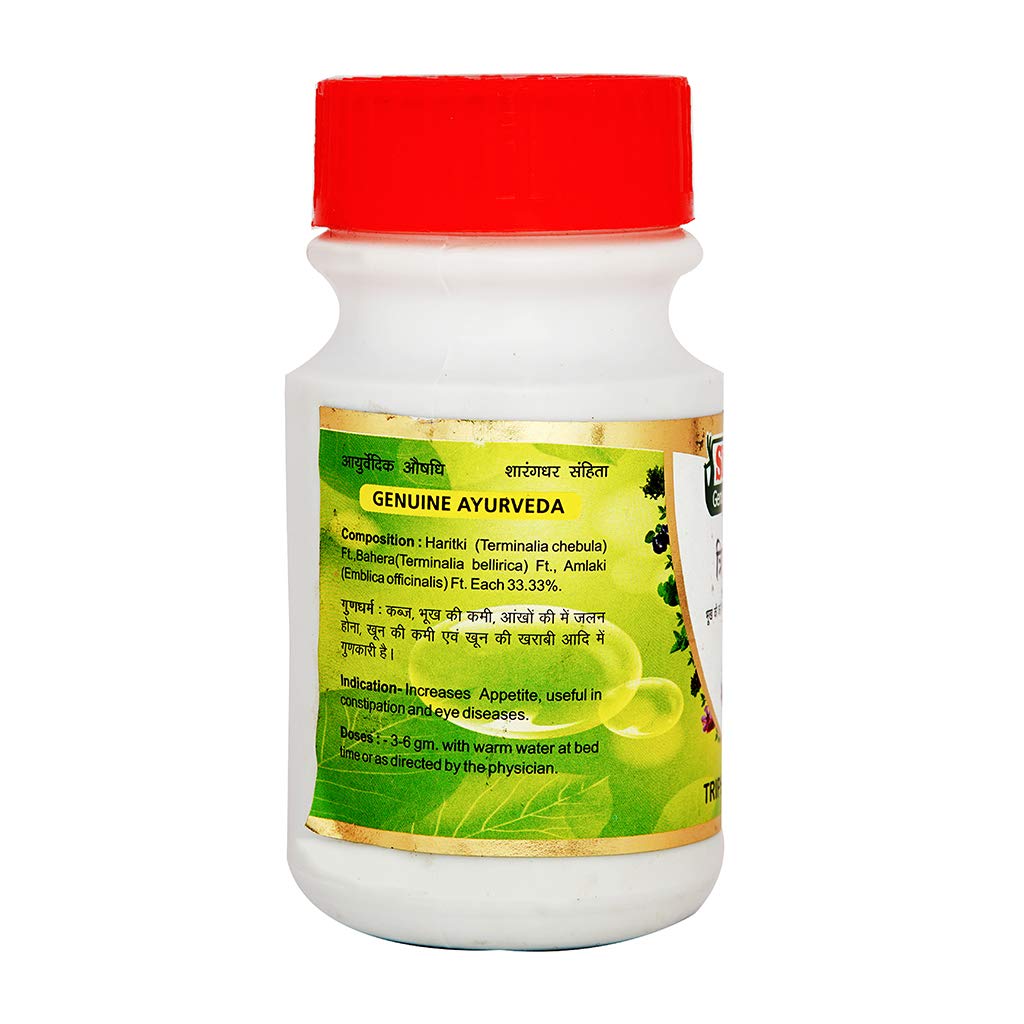 आयुर्वेदिक औषधि शारंगधर संहिता
GENUINE AYURVEDA
Composition : Haritki (Terminalia chebula)
Ft.,Bahera(Terminalia bellirica) Ft., Amlaki
(Emblica officinalis) Ft. Each 33.33%.
गुणधर्म : कब्ज, भूख की कमी, आंखों की में जलन
होना, खून की कमी एवं खून की खराबी आदि में
गुणकारी है।
Indication- Increases Appetite, useful in
constipation and eye diseases.
Doses : - 3-6 gm. with warm water at bed
time or as directed by the physician.